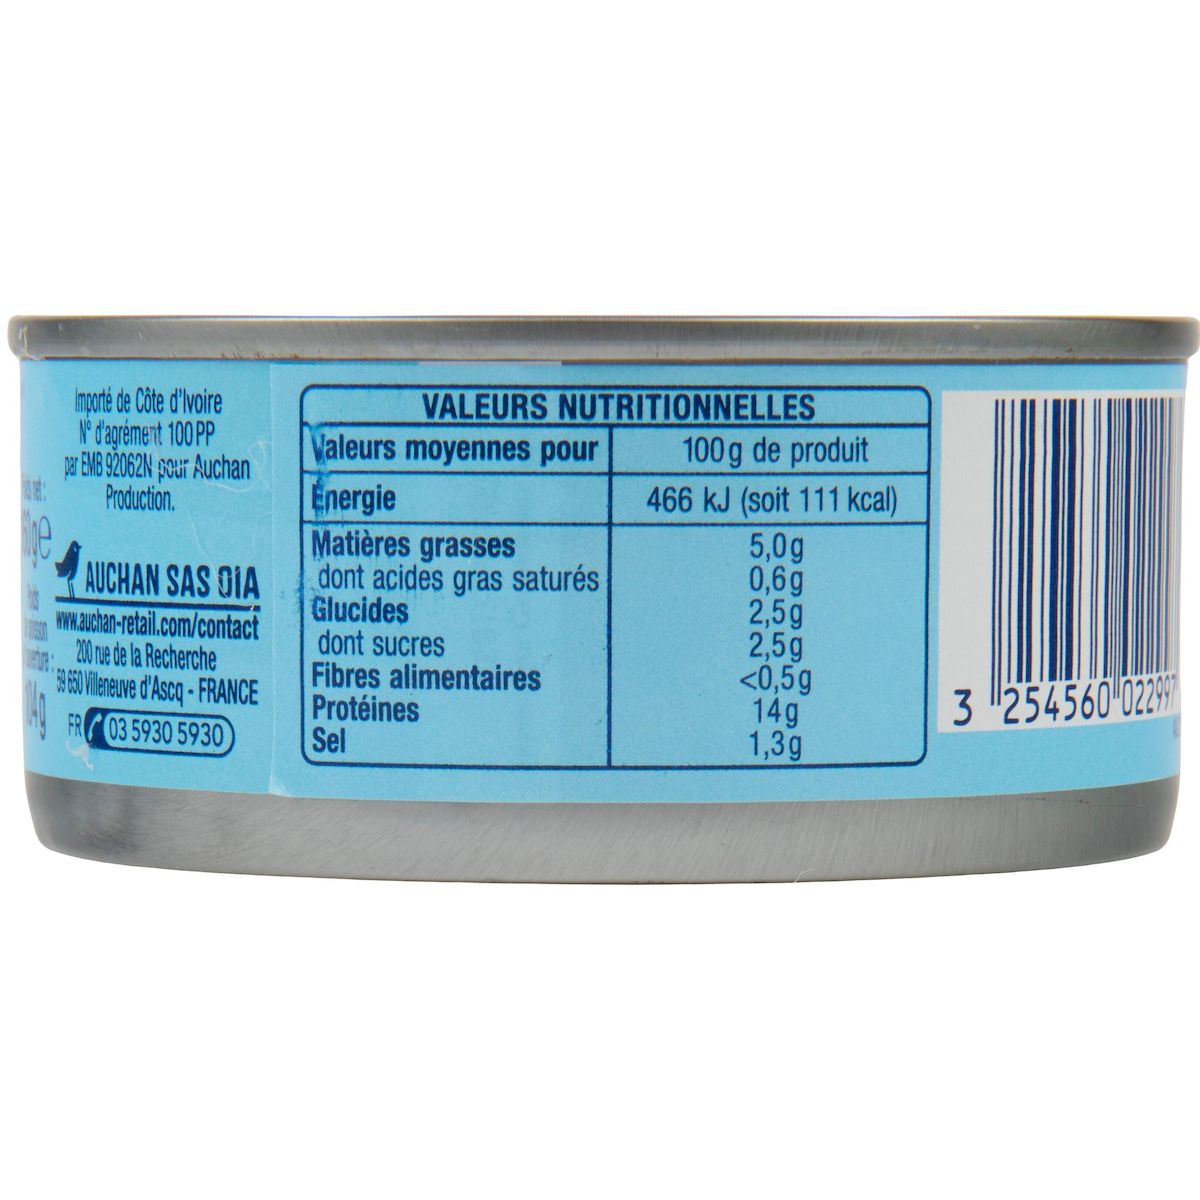 Importé de Côte d'Ivoire
N° d'agrément 100 PP
par EMB 92062N pour Auchan
Production.
net :
60g e
AUCHAN SAS OIA
www.auchan-retail.com/contact
200 rue de la Recherche
59 650 Villeneuve d'Ascq - FRANCE
FR 03 5930 5930
104g
VALEURS NUTRITIONNELLES
Valeurs moyennes pour 100g de produit
Énergie 466 kJ (soit 111 kcal)
Matières grasses 5,0g
dont acides gras saturés 0,6g
Glucides 2,5g
dont sucres 2,5g
Fibres alimentaires <0,5g
Protéines 14g
Sel 1,3g
3 254560 022997